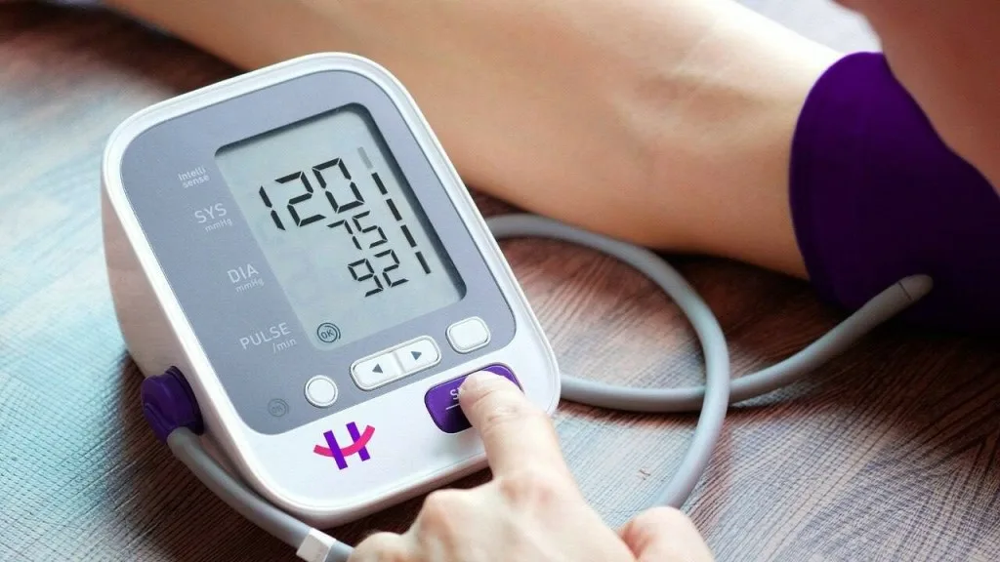 Intelli
sense
SYS
mmHg
120
DIA
mmHg
75
PULSE
/min
92
OK